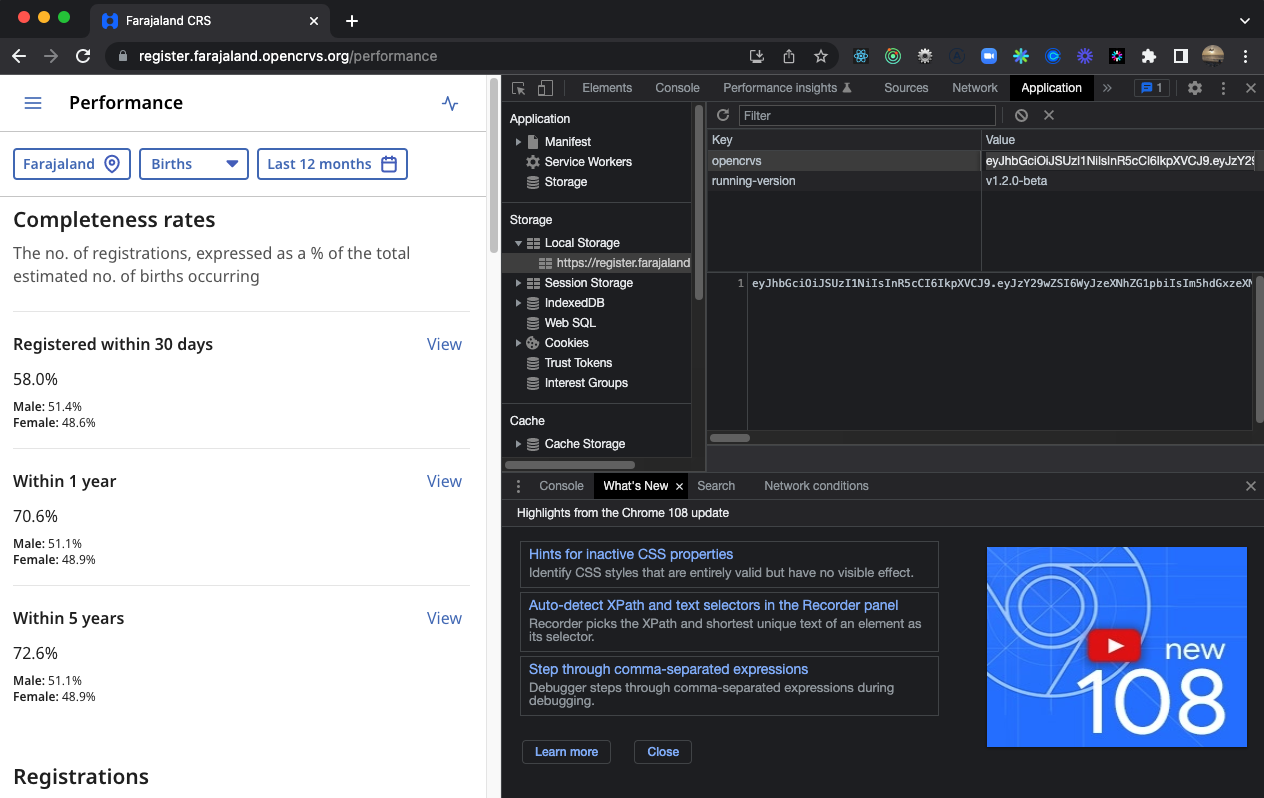 Farajaland CRS
register.farajaland.opencrvs.org/performance
Performance
Farajaland
Births
Last 12 months
Completeness rates
The no. of registrations, expressed as a % of the total
estimated no. of births occurring
Registered within 30 days
View
58.0%
Male: 51.4%
Female: 48.6%
Within 1 year
View
70.6%
Male: 51.1%
Female: 48.9%
Within 5 years
View
72.6%
Male: 51.1%
Female: 48.9%
Registrations
Elements
Console
Performance insights
Sources
Network
Application
1
Application
Manifest
Service Workers
Storage
Storage
Local Storage
https://register.farajaland
Session Storage
IndexedDB
Web SQL
Cookies
Trust Tokens
Interest Groups
Cache
Cache Storage
Filter
Key
Value
opencrvs
eyJhbGciOiJSUzI1NiIsInR5cCI6IkpXVCJ9.eyJzY29
running-version
v1.2.0-beta
1
eyJhbGciOiJSUzI1NiIsInR5cCI6IkpXVCJ9.eyJzY29wZSI6WyJzeXNhZG1pbiIsIm5hdGxzeXN
Console
What's New
Search
Network conditions
Highlights from the Chrome 108 update
Hints for inactive CSS properties
Identify CSS styles that are entirely valid but have no visible effect.
Auto-detect XPath and text selectors in the Recorder panel
Recorder picks the XPath and shortest unique text of an element as
its selector.
Step through comma-separated expressions
Debugger steps through comma-separated expressions during
debugging.
Learn more
Close
new
108